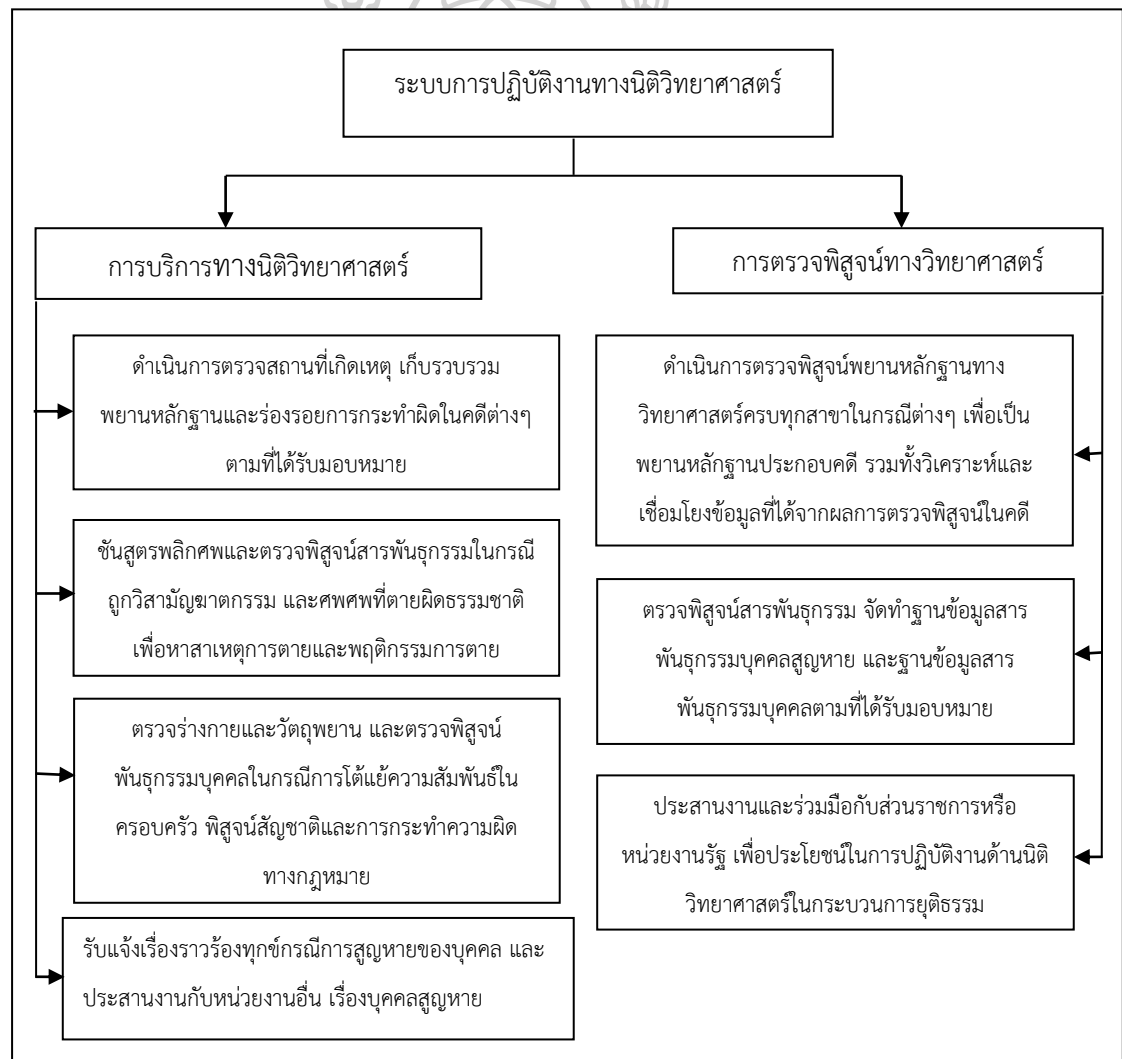 ระบบการปฏิบัติงานทางนิติวิทยาศาสตร์
การบริการทางนิติวิทยาศาสตร์
ดำเนินการตรวจสถานที่เกิดเหตุ เก็บรวบรวม
พยานหลักฐานและร่องรอยการกระทำผิดในคดีต่างๆ
ตามที่ได้รับมอบหมาย
ชันสูตรพลิกศพและตรวจพิสูจน์สารพันธุกรรมในกรณี
ถูกวิสามัญฆาตกรรม และศพศพที่ตายผิดธรรมชาติ
เพื่อหาสาเหตุการตายและพฤติกรรมการตาย
ตรวจร่างกายและวัตถุพยาน และตรวจพิสูจน์
พันธุกรรมบุคคลในกรณีการโต้แย้ความสัมพันธ์ใน
ครอบครัว พิสูจน์สัญชาติและการกระทำความผิด
ทางกฎหมาย
รับแจ้งเรื่องราวร้องทุกข์กรณีการสูญหายของบุคคล และ
ประสานงานกับหน่วยงานอื่น เรื่องบุคคลสูญหาย
การตรวจพิสูจน์ทางวิทยาศาสตร์
ดำเนินการตรวจพิสูจน์พยานหลักฐานทาง
วิทยาศาสตร์ครบทุกสาขาในกรณีต่างๆ เพื่อเป็น
พยานหลักฐานประกอบคดี รวมทั้งวิเคราะห์และ
เชื่อมโยงข้อมูลที่ได้จากผลการตรวจพิสูจน์ในคดี
ตรวจพิสูจน์สารพันธุกรรม จัดทำฐานข้อมูลสาร
พันธุกรรมบุคคลสูญหาย และฐานข้อมูลสาร
พันธุกรรมบุคคลตามที่ได้รับมอบหมาย
ประสานงานและร่วมมือกับส่วนราชการหรือ
หน่วยงานรัฐ เพื่อประโยชน์ในการปฏิบัติงานด้านนิติ
วิทยาศาสตร์ในกระบวนการยุติธรรม